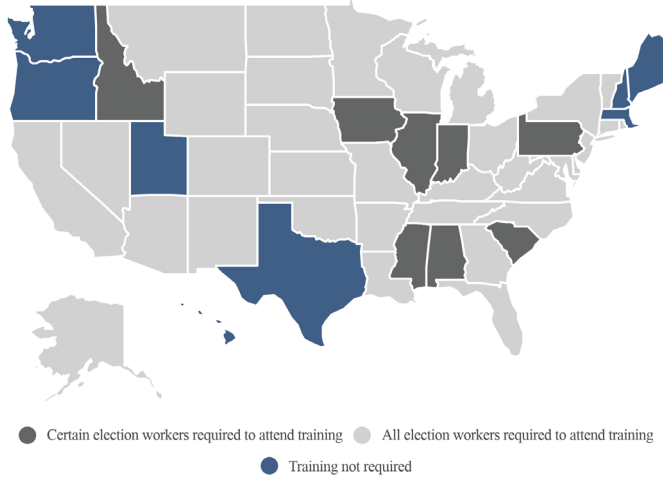 Certain election workers required to attend training All election workers required to attend training
Training not required